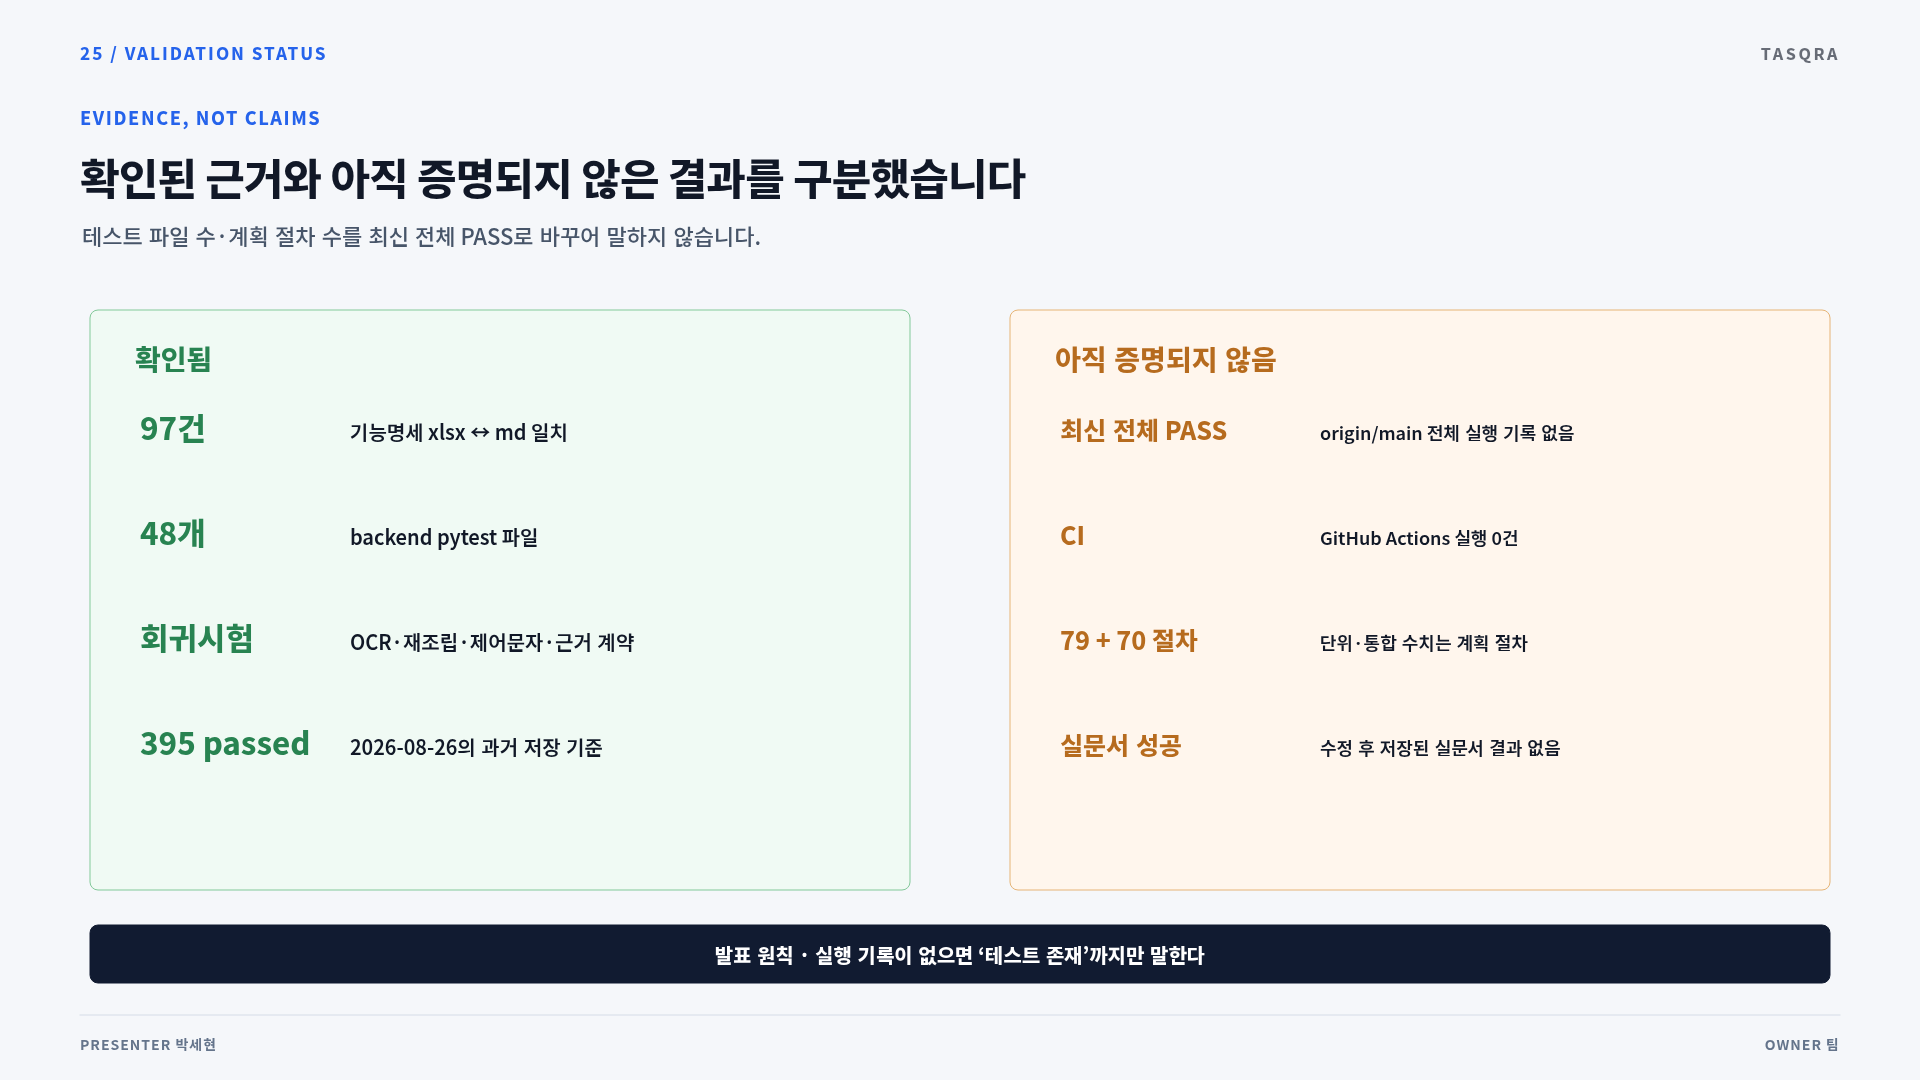 25 / VALIDATION STATUS
TASQRA
EVIDENCE, NOT CLAIMS
확인된 근거와 아직 증명되지 않은 결과를 구분했습니다
테스트 파일 수·계획 절차 수를 최신 전체 PASS로 바꾸어 말하지 않습니다.
확인됨
97건 기능명세 xlsx ↔ md 일치
48개 backend pytest 파일
회귀시험 OCR·재조립·제어문자·근거 계약
395 passed 2026-08-26의 과거 저장 기준
아직 증명되지 않음
최신 전체 PASS origin/main 전체 실행 기록 없음
CI GitHub Actions 실행 0건
79 + 70 절차 단위·통합 수치는 계획 절차
실문서 성공 수정 후 저장된 실문서 결과 없음
발표 원칙 · 실행 기록이 없으면 ‘테스트 존재’까지만 말한다
PRESENTER 박세현
OWNER 팀